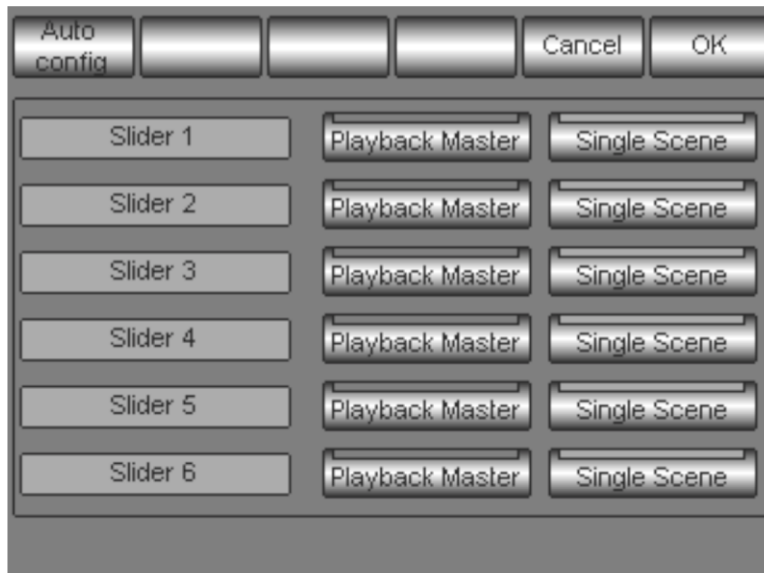 Auto
config
Cancel
OK
Slider 1
Playback Master
Single Scene
Slider 2
Playback Master
Single Scene
Slider 3
Playback Master
Single Scene
Slider 4
Playback Master
Single Scene
Slider 5
Playback Master
Single Scene
Slider 6
Playback Master
Single Scene